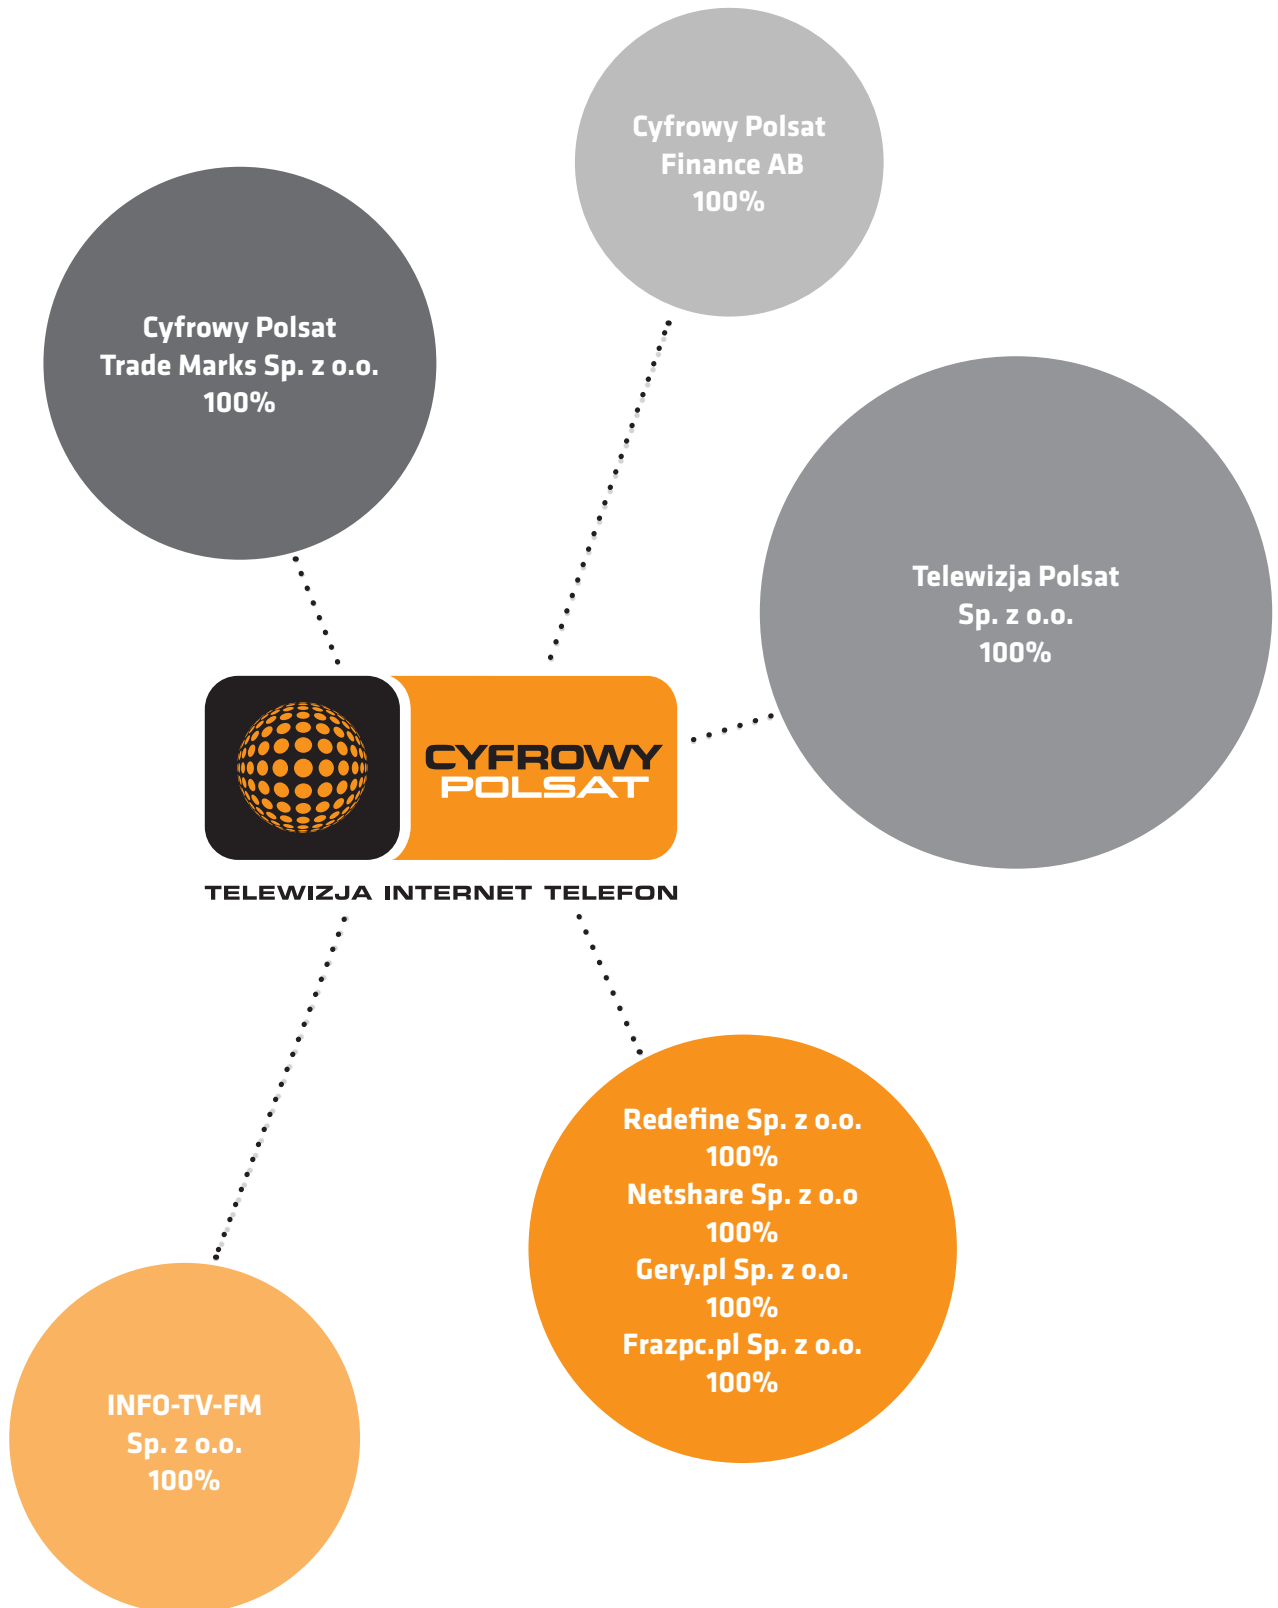 Cyfrowy Polsat
Finance AB
100%
Cyfrowy Polsat
Trade Marks Sp. z o.o.
100%
Telewizja Polsat
Sp. z o.o.
100%
CYFROWY
POLSAT
TELEWIZJA INTERNET TELEFON
Redefine Sp. z o.o.
100%
Netshare Sp. z o.o
100%
Gery.pl Sp. z o.o.
100%
Frazpc.pl Sp. z o.o.
100%
INFO-TV-FM
Sp. z o.o.
100%